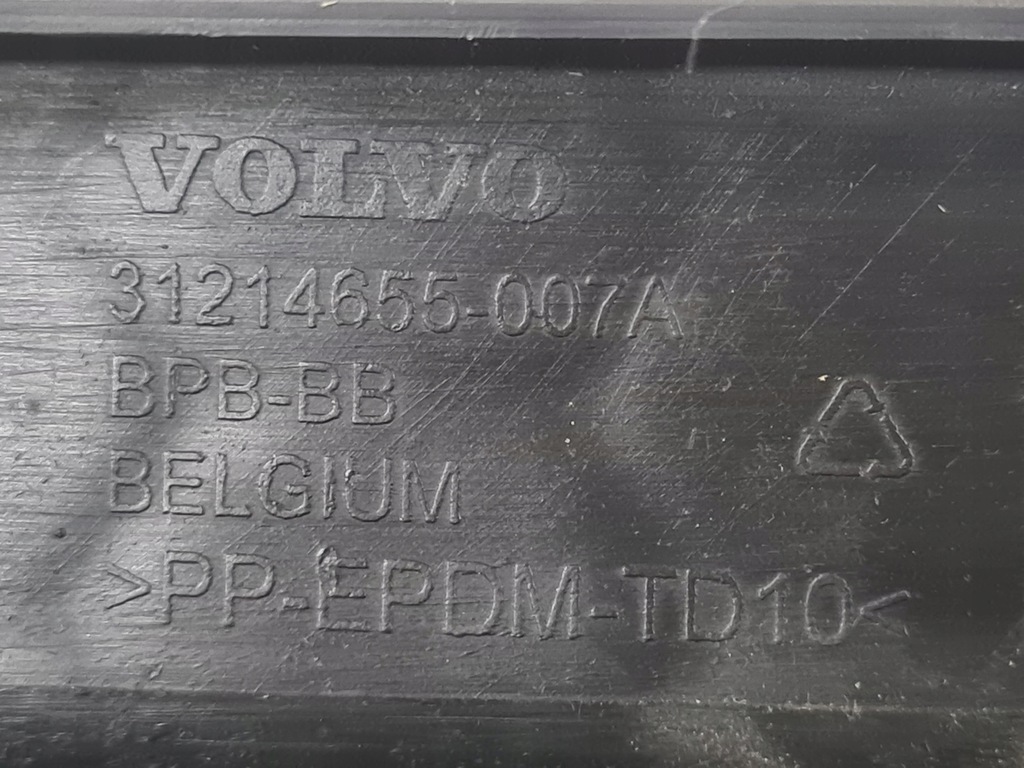 VOLVO
31214655-007A
BPB-BB
BELGIUM
>PP-EPDM-TD10<